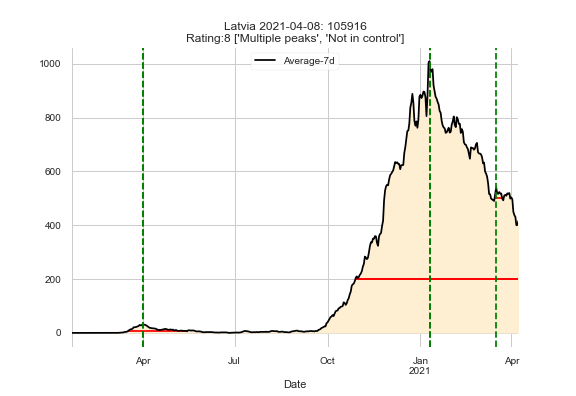 Latvia 2021-04-08: 105916
Rating:8 ['Multiple peaks', 'Not in control']
Average-7d
1000
800
600
400
200
0
Apr
Jul
Oct
Jan
2021
Apr
Date